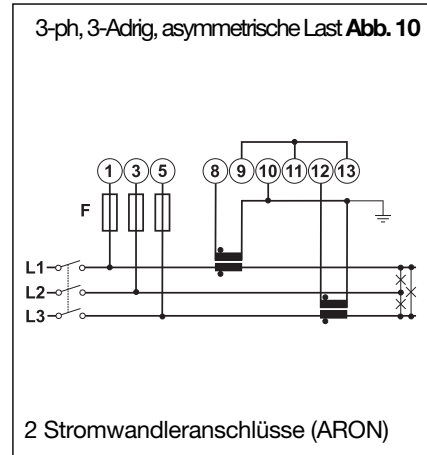 3-ph, 3-Adrig, asymmetrische Last Abb. 10
1 3 5 8 9 10 11 12 13
F
L1
L2
L3
2 Stromwandleranschlüsse (ARON)